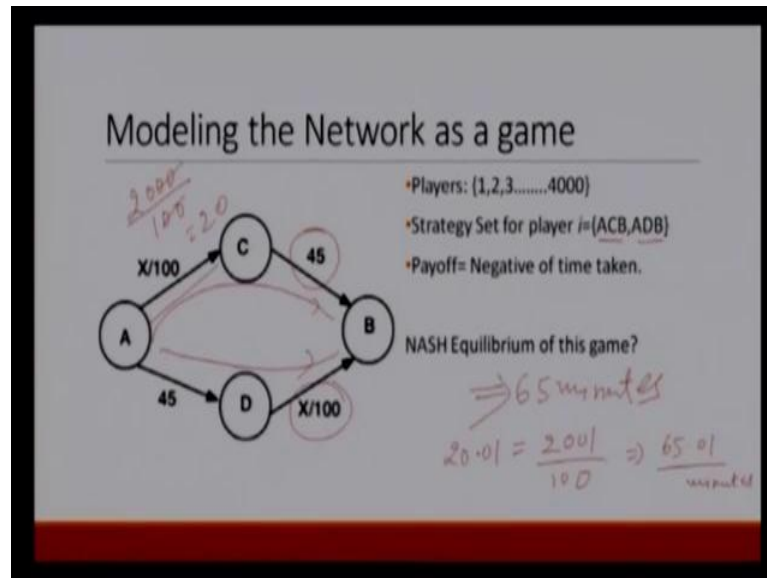 Modeling the Network as a game
2000
100
=20
X/100
C
45
A
B
45
D
X/100
•Players: {1,2,3........4000}
•Strategy Set for player i={ACB,ADB}
•Payoff= Negative of time taken.
NASH Equilibrium of this game?
⇒65 minutes
20.01 = 2001 ⇒ 65.01
100 minutes